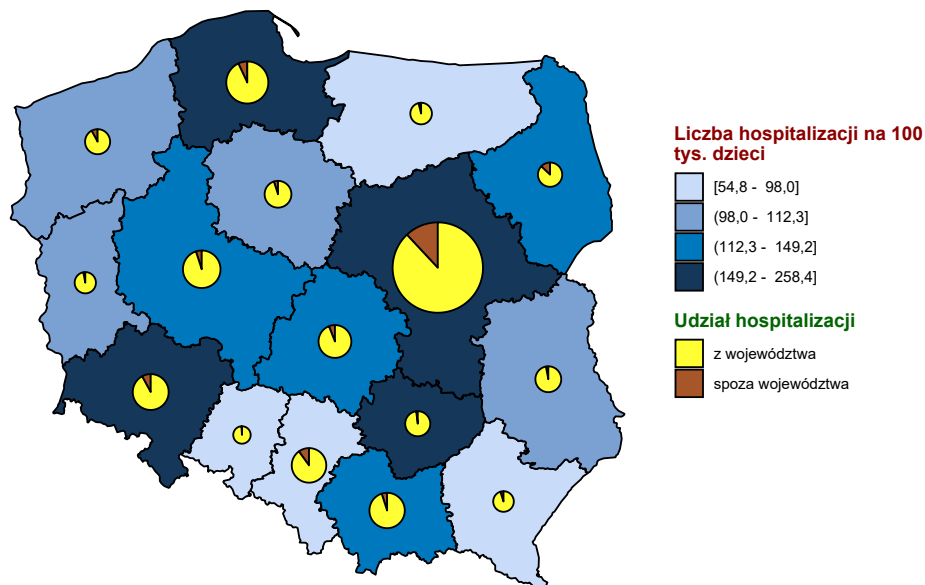 Liczba hospitalizacji na 100
tys. dzieci
[54,8 - 98,0]
(98,0 - 112,3]
(112,3 - 149,2]
(149,2 - 258,4]
Udział hospitalizacji
z województwa
spoza województwa